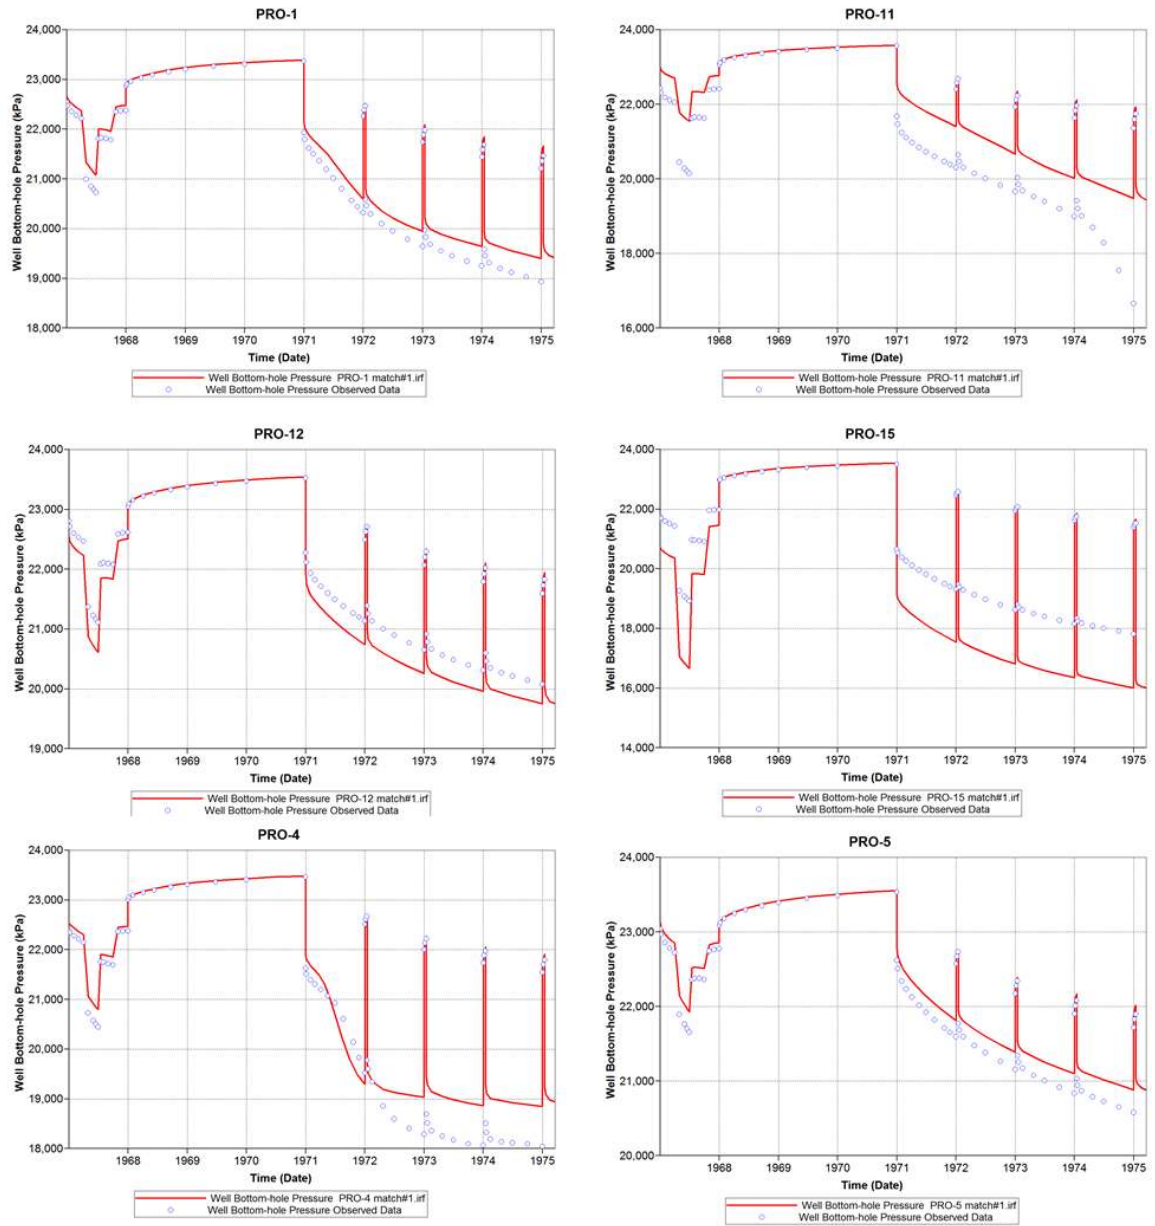 PRO-1
Well Bottom-hole Pressure (kPa)
24,000
23,000
22,000
21,000
20,000
19,000
18,000
1968 1969 1970 1971 1972 1973 1974 1975
Time (Date)
Well Bottom-hole Pressure PRO-1 match#1.irf
Well Bottom-hole Pressure Observed Data
PRO-11
Well Bottom-hole Pressure (kPa)
24,000
22,000
20,000
18,000
16,000
1968 1969 1970 1971 1972 1973 1974 1975
Time (Date)
Well Bottom-hole Pressure PRO-11 match#1.irf
Well Bottom-hole Pressure Observed Data
PRO-12
Well Bottom-hole Pressure (kPa)
24,000
23,000
22,000
21,000
20,000
19,000
1968 1969 1970 1971 1972 1973 1974 1975
Time (Date)
Well Bottom-hole Pressure PRO-12 match#1.irf
Well Bottom-hole Pressure Observed Data
PRO-15
Well Bottom-hole Pressure (kPa)
24,000
22,000
20,000
18,000
16,000
14,000
1968 1969 1970 1971 1972 1973 1974 1975
Time (Date)
Well Bottom-hole Pressure PRO-15 match#1.irf
Well Bottom-hole Pressure Observed Data
PRO-4
Well Bottom-hole Pressure (kPa)
24,000
23,000
22,000
21,000
20,000
19,000
18,000
1968 1969 1970 1971 1972 1973 1974 1975
Time (Date)
Well Bottom-hole Pressure PRO-4 match#1.irf
Well Bottom-hole Pressure Observed Data
PRO-5
Well Bottom-hole Pressure (kPa)
24,000
23,000
22,000
21,000
20,000
1968 1969 1970 1971 1972 1973 1974 1975
Time (Date)
Well Bottom-hole Pressure PRO-5 match#1.irf
Well Bottom-hole Pressure Observed Data